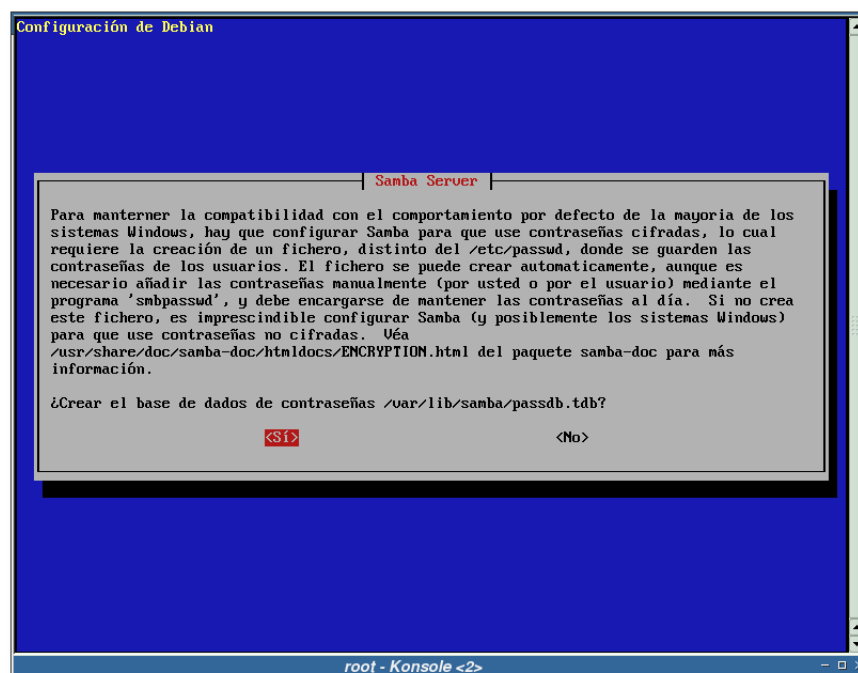 Configuración de Debian
Samba Server
Para manterner la compatibilidad con el comportamiento por defecto de la mayoria de los
sistemas Windows, hay que configurar Samba para que use contraseñas cifradas, lo cual
requiere la creación de un fichero, distinto del /etc/passwd, donde se guarden las
contraseñas de los usuarios. El fichero se puede crear automaticamente, aunque es
necesario añadir las contraseñas manualmente (por usted o por el usuario) mediante el
programa 'smbpasswd', y debe encargarse de mantener las contraseñas al día.  Si no crea
este fichero, es imprescindible configurar Samba (y posiblemente los sistemas Windows)
para que use contraseñas no cifradas.  Véa
/usr/share/doc/samba-doc/htmldocs/ENCRYPTION.html del paquete samba-doc para más
información.
¿Crear el base de dados de contraseñas /var/lib/samba/passdb.tdb?
<Sí> <No>
root - Konsole <2>